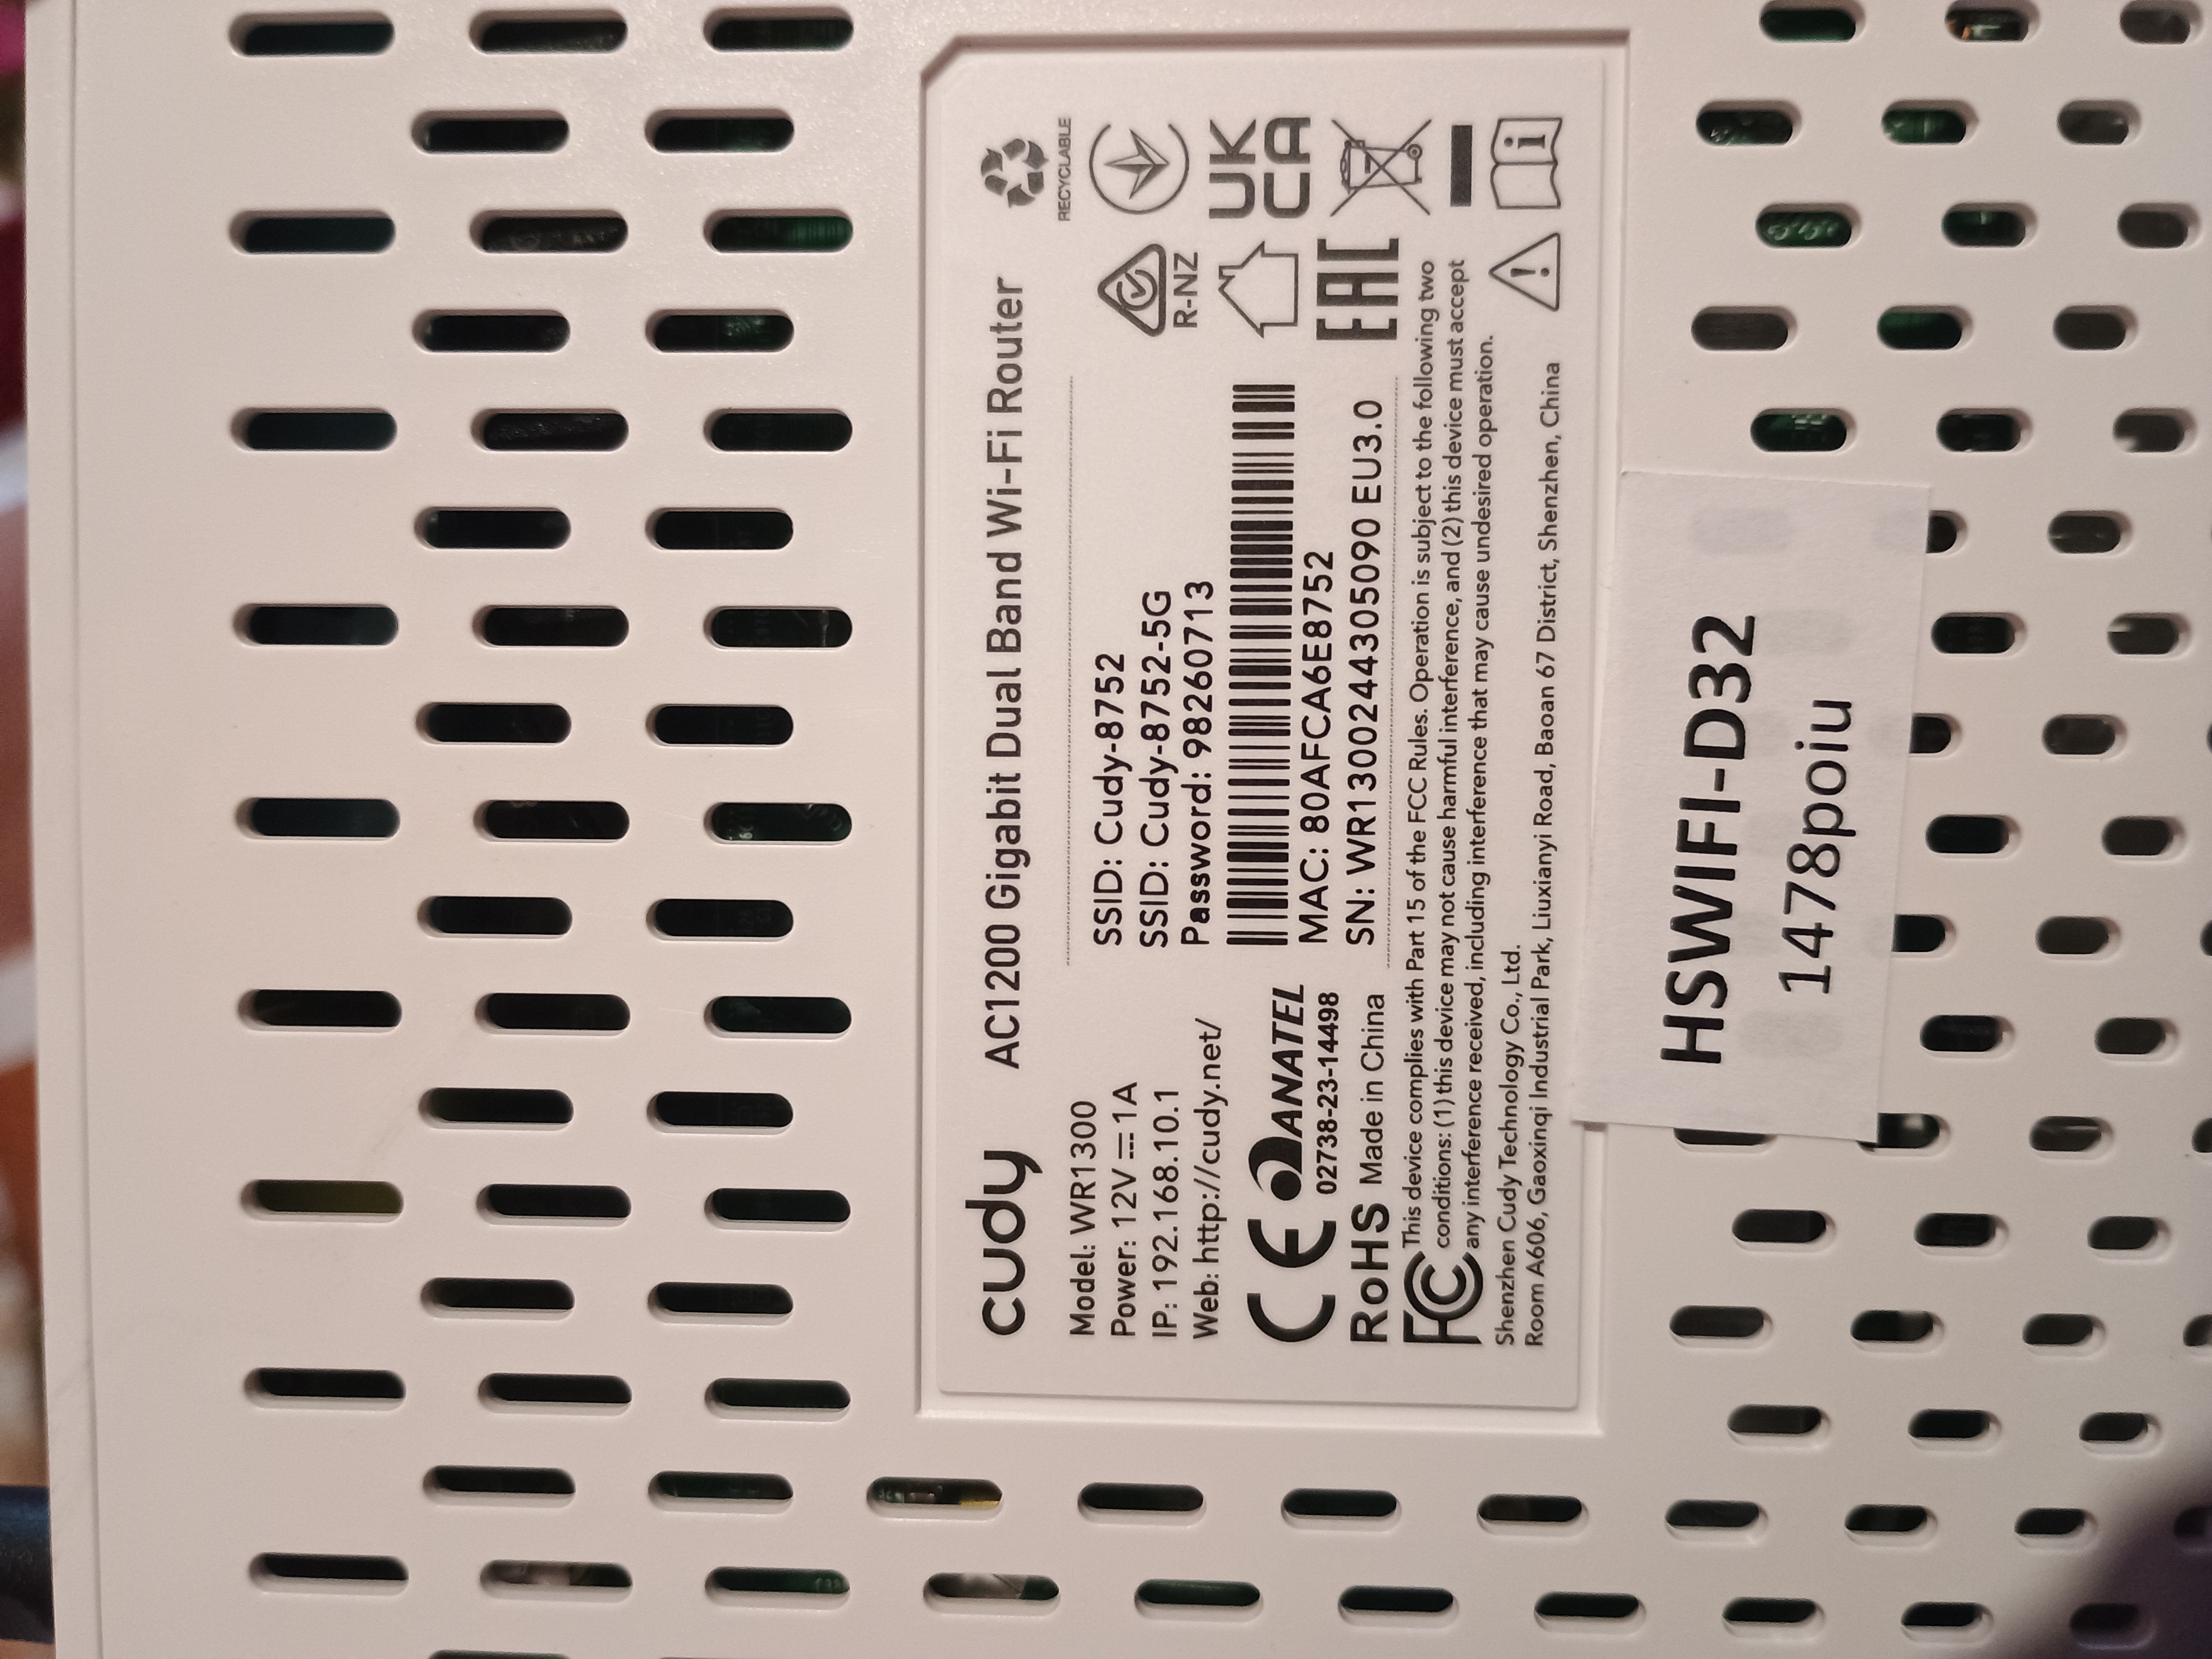 cudy AC1200 Gigabit Dual Band Wi-Fi Router
RECYCLABLE
Model: WR1300
Power: 12V ⎓ 1A
IP: 192.168.10.1
Web: http://cudy.net/
SSID: Cudy-8752
SSID: Cudy-8752-5G
Password: 98260713
MAC: 80AFCA6E8752
SN: WR1300244305090 EU3.0
R-NZ
UK
CA
EAC
CE ANATEL
02738-23-14498
RoHS Made in China
FC This device complies with Part 15 of the FCC Rules. Operation is subject to the following two
conditions: (1) this device may not cause harmful interference, and (2) this device must accept
any interference received, including interference that may cause undesired operation.
Shenzhen Cudy Technology Co., Ltd.
Room A606, Gaoxinqi Industrial Park, Liuxianyi Road, Baoan 67 District, Shenzhen, China
HSWIFI-D32
1478poiu